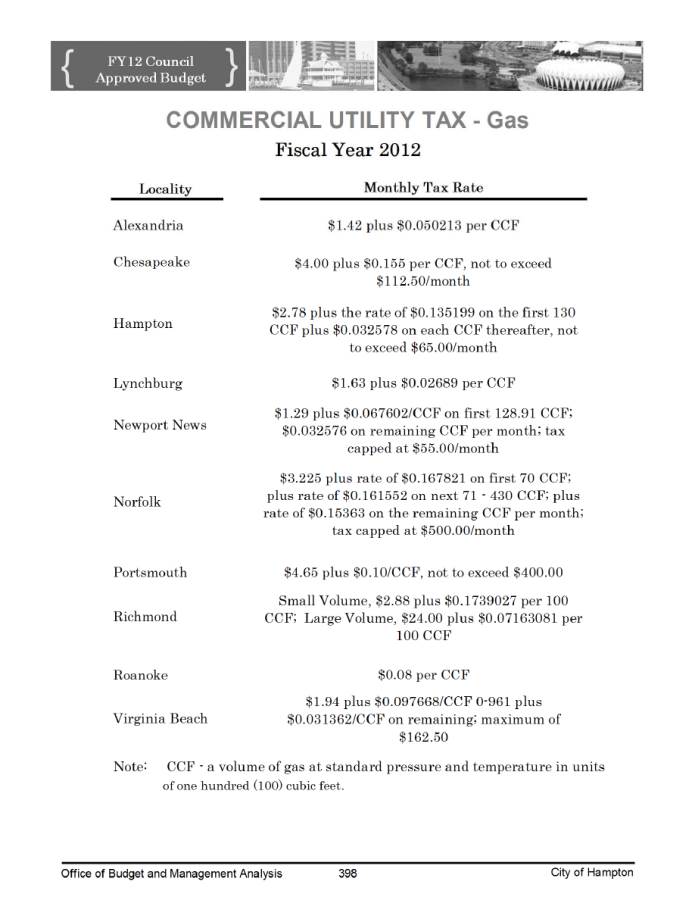 { FY12 Council }
Approved Budget
COMMERCIAL UTILITY TAX - Gas
Fiscal Year 2012
Locality Monthly Tax Rate
Alexandria $1.42 plus $0.050213 per CCF
Chesapeake $4.00 plus $0.155 per CCF, not to exceed
$112.50/month
$2.78 plus the rate of $0.135199 on the first 130
Hampton CCF plus $0.032578 on each CCF thereafter, not
to exceed $65.00/month
Lynchburg $1.63 plus $0.02689 per CCF
$1.29 plus $0.067602/CCF on first 128.91 CCF;
Newport News $0.032576 on remaining CCF per month; tax
capped at $55.00/month
$3.225 plus rate of $0.167821 on first 70 CCF;
plus rate of $0.161552 on next 71 - 430 CCF; plus
Norfolk rate of $0.15363 on the remaining CCF per month;
tax capped at $500.00/month
Portsmouth $4.65 plus $0.10/CCF, not to exceed $400.00
Small Volume, $2.88 plus $0.1739027 per 100
Richmond CCF; Large Volume, $24.00 plus $0.07163081 per
100 CCF
Roanoke $0.08 per CCF
$1.94 plus $0.097668/CCF 0-961 plus
Virginia Beach $0.031362/CCF on remaining; maximum of
$162.50
Note: CCF - a volume of gas at standard pressure and temperature in units
of one hundred (100) cubic feet.
Office of Budget and Management Analysis 398 City of Hampton